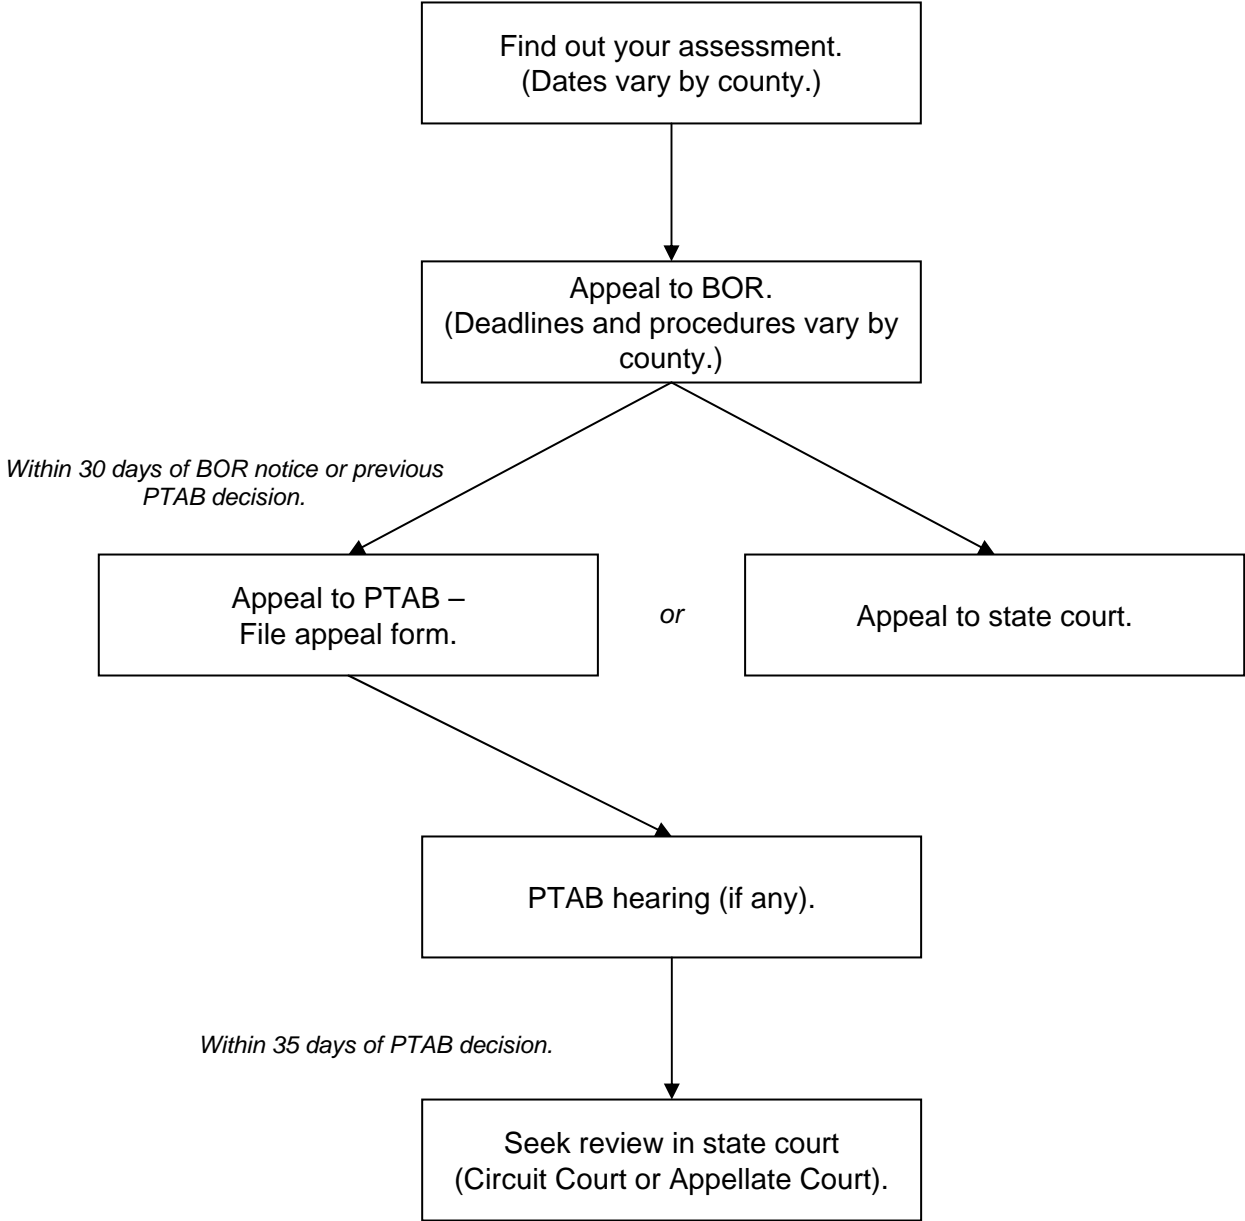 Find out your assessment.
(Dates vary by county.)
Appeal to BOR.
(Deadlines and procedures vary by
county.)
Within 30 days of BOR notice or previous
PTAB decision.
Appeal to PTAB –
File appeal form.
or
Appeal to state court.
PTAB hearing (if any).
Within 35 days of PTAB decision.
Seek review in state court
(Circuit Court or Appellate Court).